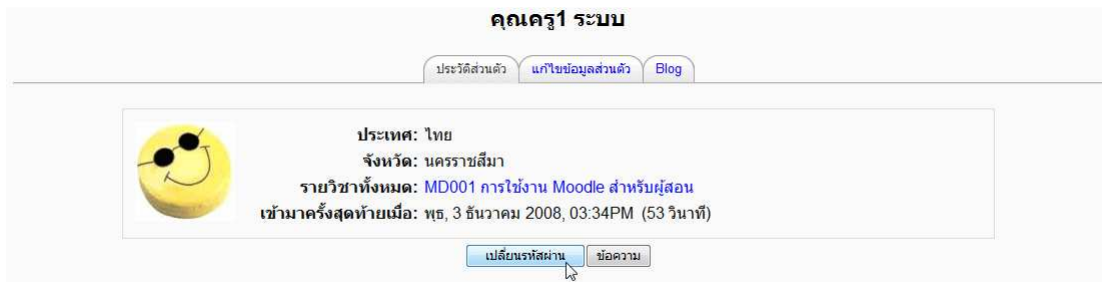 คุณครู1 ระบบ
ประวัติส่วนตัว แก้ไขข้อมูลส่วนตัว Blog
ประเทศ: ไทย
จังหวัด: นครราชสีมา
รายวิชาทั้งหมด: MD001 การใช้งาน Moodle สำหรับผู้สอน
เข้ามาครั้งสุดท้ายเมื่อ: พุธ, 3 ธันวาคม 2008, 03:34PM (53 วินาที)
เปลี่ยนรหัสผ่าน ข้อความ